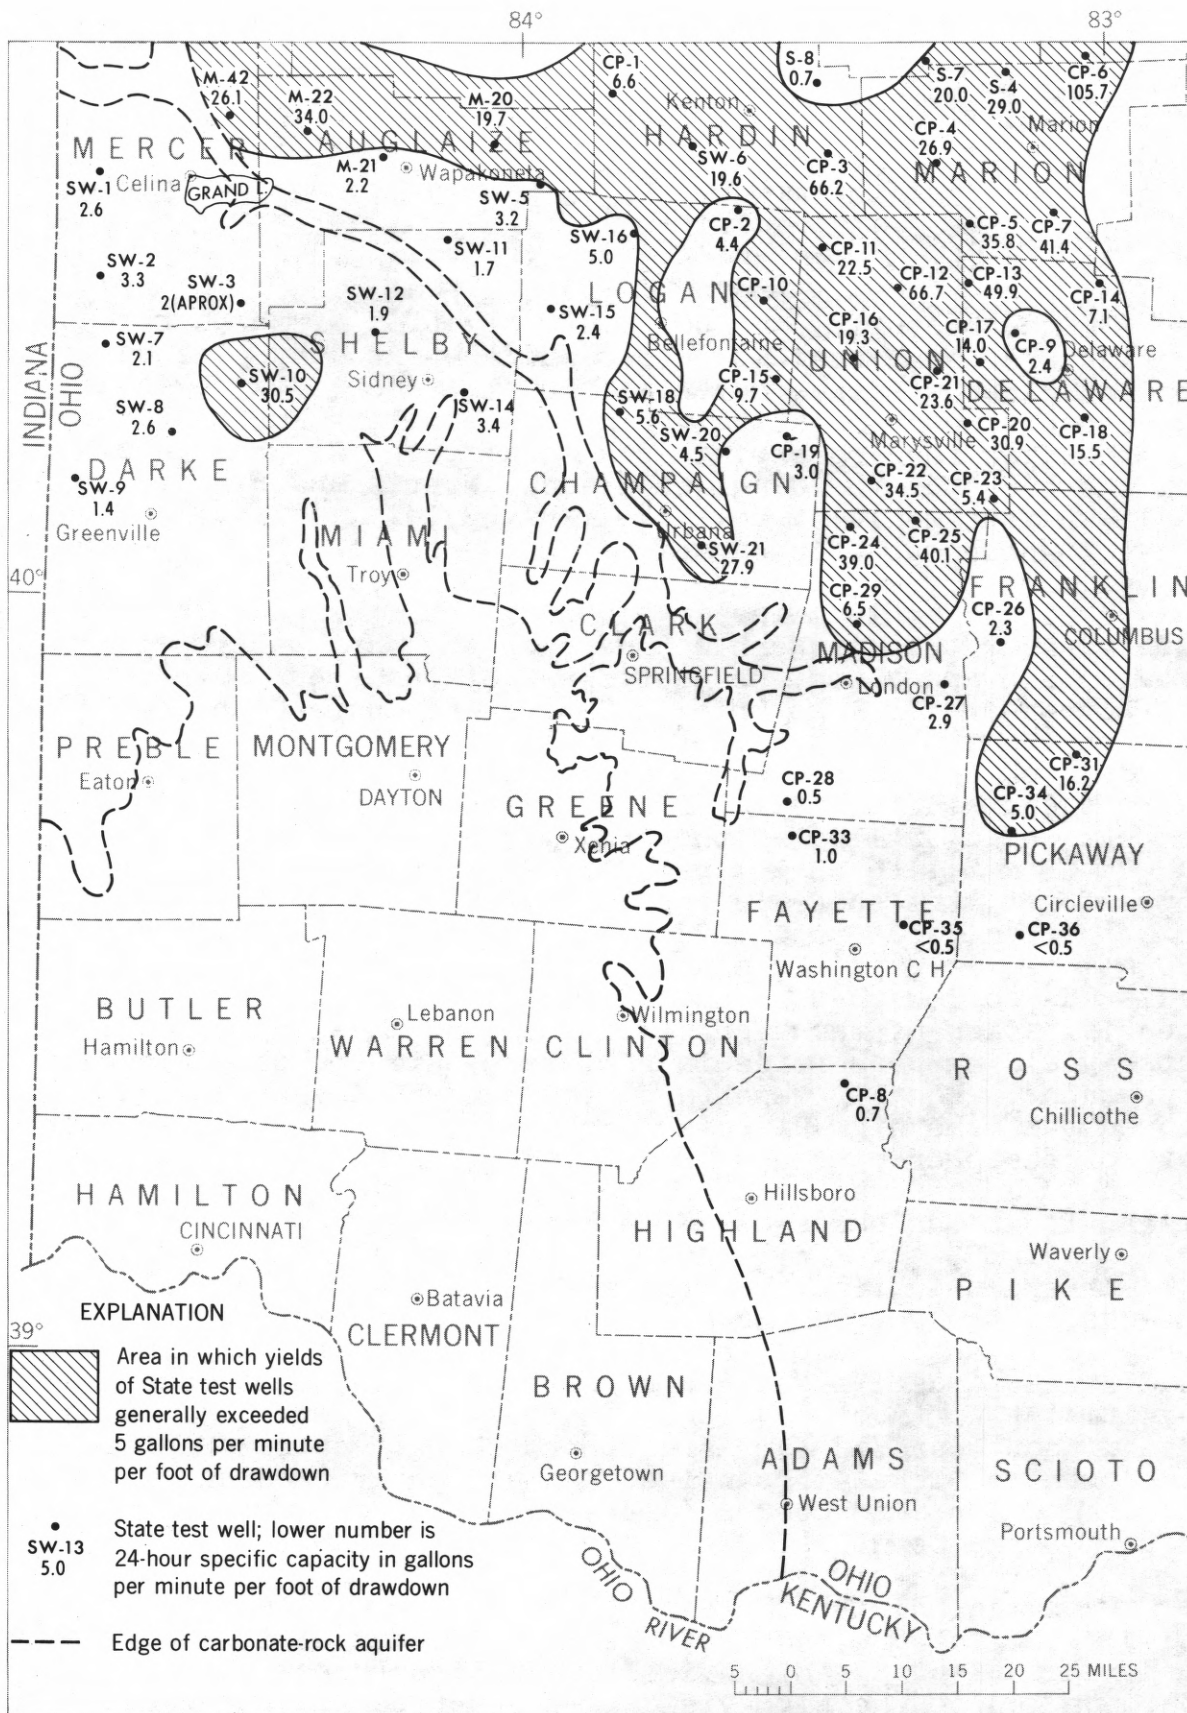 84°
83°
M-42
26.1
M-22
34.0
M-20
19.7
CP-1
6.6
S-8
0.7
S-7
20.0
S-4
29.0
CP-6
105.7
Kenton
Marion
MERCER
AUGLAIZE
HARDIN
MARION
CP-4
26.9
SW-1
2.6
Celina
GRAND L.
M-21
2.2
Wapakoneta
SW-5
3.2
SW-6
19.6
CP-3
66.2
SW-2
3.3
SW-3
2(APROX)
SW-11
1.7
SW-16
5.0
CP-2
4.4
CP-11
22.5
CP-5
35.8
CP-7
41.4
SW-12
1.9
SW-15
2.4
LOGAN
CP-10
CP-12
66.7
CP-13
49.9
CP-14
7.1
SW-7
2.1
SHELBY
Bellefontaine
CP-16
19.3
UNION
CP-17
14.0
CP-9
2.4
Delaware
DELAWARE
INDIANA
OHIO
SW-10
30.5
Sidney
SW-14
3.4
SW-18
5.6
CP-15
9.7
CP-21
23.6
SW-8
2.6
SW-20
4.5
CP-19
3.0
Marysville
CP-20
30.9
CP-18
15.5
DARKE
SW-9
1.4
Greenville
CHAMPAIGN
Urbana
CP-22
34.5
CP-23
5.4
MIAMI
Troy
SW-21
27.9
CP-24
39.0
CP-25
40.1
40°
CP-29
6.5
FRANKLIN
COLUMBUS
CP-26
2.3
CLARK
SPRINGFIELD
MADISON
London
CP-27
2.9
PREBLE
Eaton
MONTGOMERY
DAYTON
GREENE
Xenia
CP-28
0.5
CP-33
1.0
CP-31
16.2
CP-34
5.0
PICKAWAY
Circleville
FAYETTE
CP-35
<0.5
CP-36
<0.5
Washington C H
BUTLER
Hamilton
Lebanon
WARREN
CLINTON
Wilmington
ROSS
Chillicothe
CP-8
0.7
HAMILTON
CINCINNATI
Hillsboro
HIGHLAND
Waverly
PIKE
Batavia
CLERMONT
39°
BROWN
Georgetown
ADAMS
West Union
SCIOTO
Portsmouth
OHIO
RIVER
OHIO
KENTUCKY
EXPLANATION
Area in which yields
of State test wells
generally exceeded
5 gallons per minute
per foot of drawdown
SW-13
5.0
State test well; lower number is
24-hour specific capacity in gallons
per minute per foot of drawdown
Edge of carbonate-rock aquifer
5 0 5 10 15 20 25 MILES